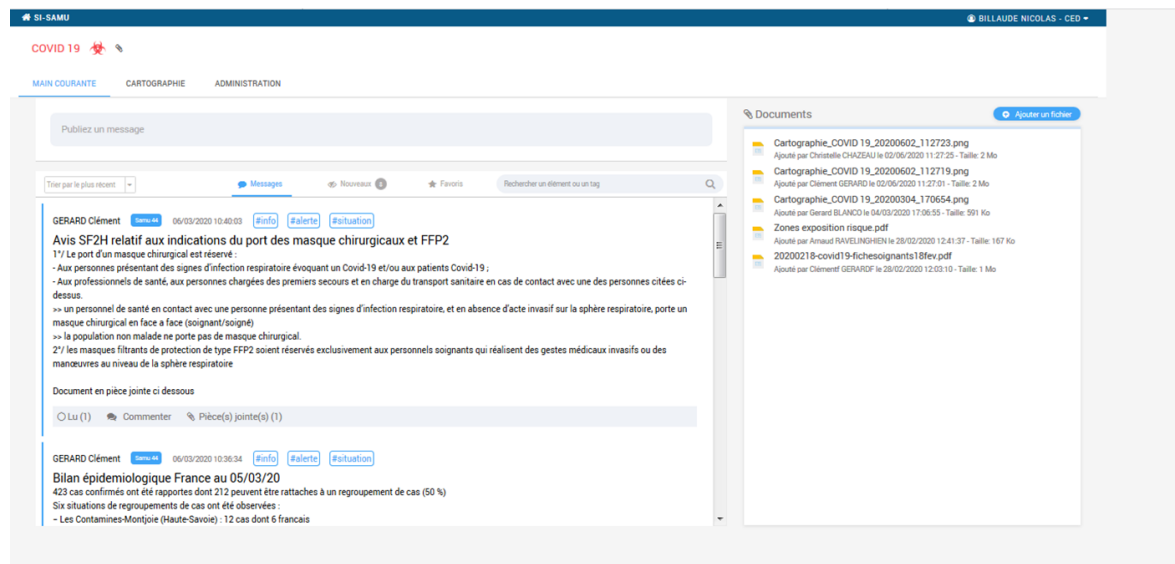 SI-SAMU
BILLAUDE NICOLAS - CED
COVID 19
MAIN COURANTE
CARTOGRAPHIE
ADMINISTRATION
Publiez un message
Trier par le plus récent
Messages
Nouveaux
Favoris
Rechercher un élément ou un tag
GERARD Clément Samu 44 06/03/2020 10:40:03 #info #alerte #situation
Avis SF2H relatif aux indications du port des masque chirurgicaux et FFP2
1°/ Le port d'un masque chirurgical est réservé :
- Aux personnes présentant des signes d'infection respiratoire évoquant un Covid-19 et/ou aux patients Covid-19 ;
- Aux professionnels de santé, aux personnes chargées des premiers secours et en charge du transport sanitaire en cas de contact avec une des personnes citées ci-
dessus.
>> un personnel de santé en contact avec une personne présentant des signes d'infection respiratoire, et en absence d'acte invasif sur la sphère respiratoire, porte un
masque chirurgical en face a face (soignant/soigné)
>> la population non malade ne porte pas de masque chirurgical.
2°/ les masques filtrants de protection de type FFP2 soient réservés exclusivement aux personnels soignants qui réalisent des gestes médicaux invasifs ou des
manœuvres au niveau de la sphère respiratoire
Document en pièce jointe ci dessous
Lu (1) Commenter Pièce(s) jointe(s) (1)
GERARD Clément Samu 44 06/03/2020 10:36:34 #info #alerte #situation
Bilan épidemiologique France au 05/03/20
423 cas confirmés ont été rapportes dont 212 peuvent être rattaches à un regroupement de cas (50 %)
Six situations de regroupements de cas ont été observées :
– Les Contamines-Montjoie (Haute-Savoie) : 12 cas dont 6 francais
Documents
Ajouter un fichier
Cartographie_COVID 19_20200602_112723.png
Ajouté par Christelle CHAZEAU le 02/06/2020 11:27:25 - Taille: 2 Mo
Cartographie_COVID 19_20200602_112719.png
Ajouté par Clément GERARD le 02/06/2020 11:27:01 - Taille: 2 Mo
Cartographie_COVID 19_20200304_170654.png
Ajouté par Gerard BLANCO le 04/03/2020 17:06:55 - Taille: 591 Ko
Zones exposition risque.pdf
Ajouté par Arnaud RAVELINGHIEN le 28/02/2020 12:41:37 - Taille: 167 Ko
20200218-covid19-fichesoignants18fev.pdf
Ajouté par Clémentf GERARDF le 28/02/2020 12:03:10 - Taille: 1 Mo